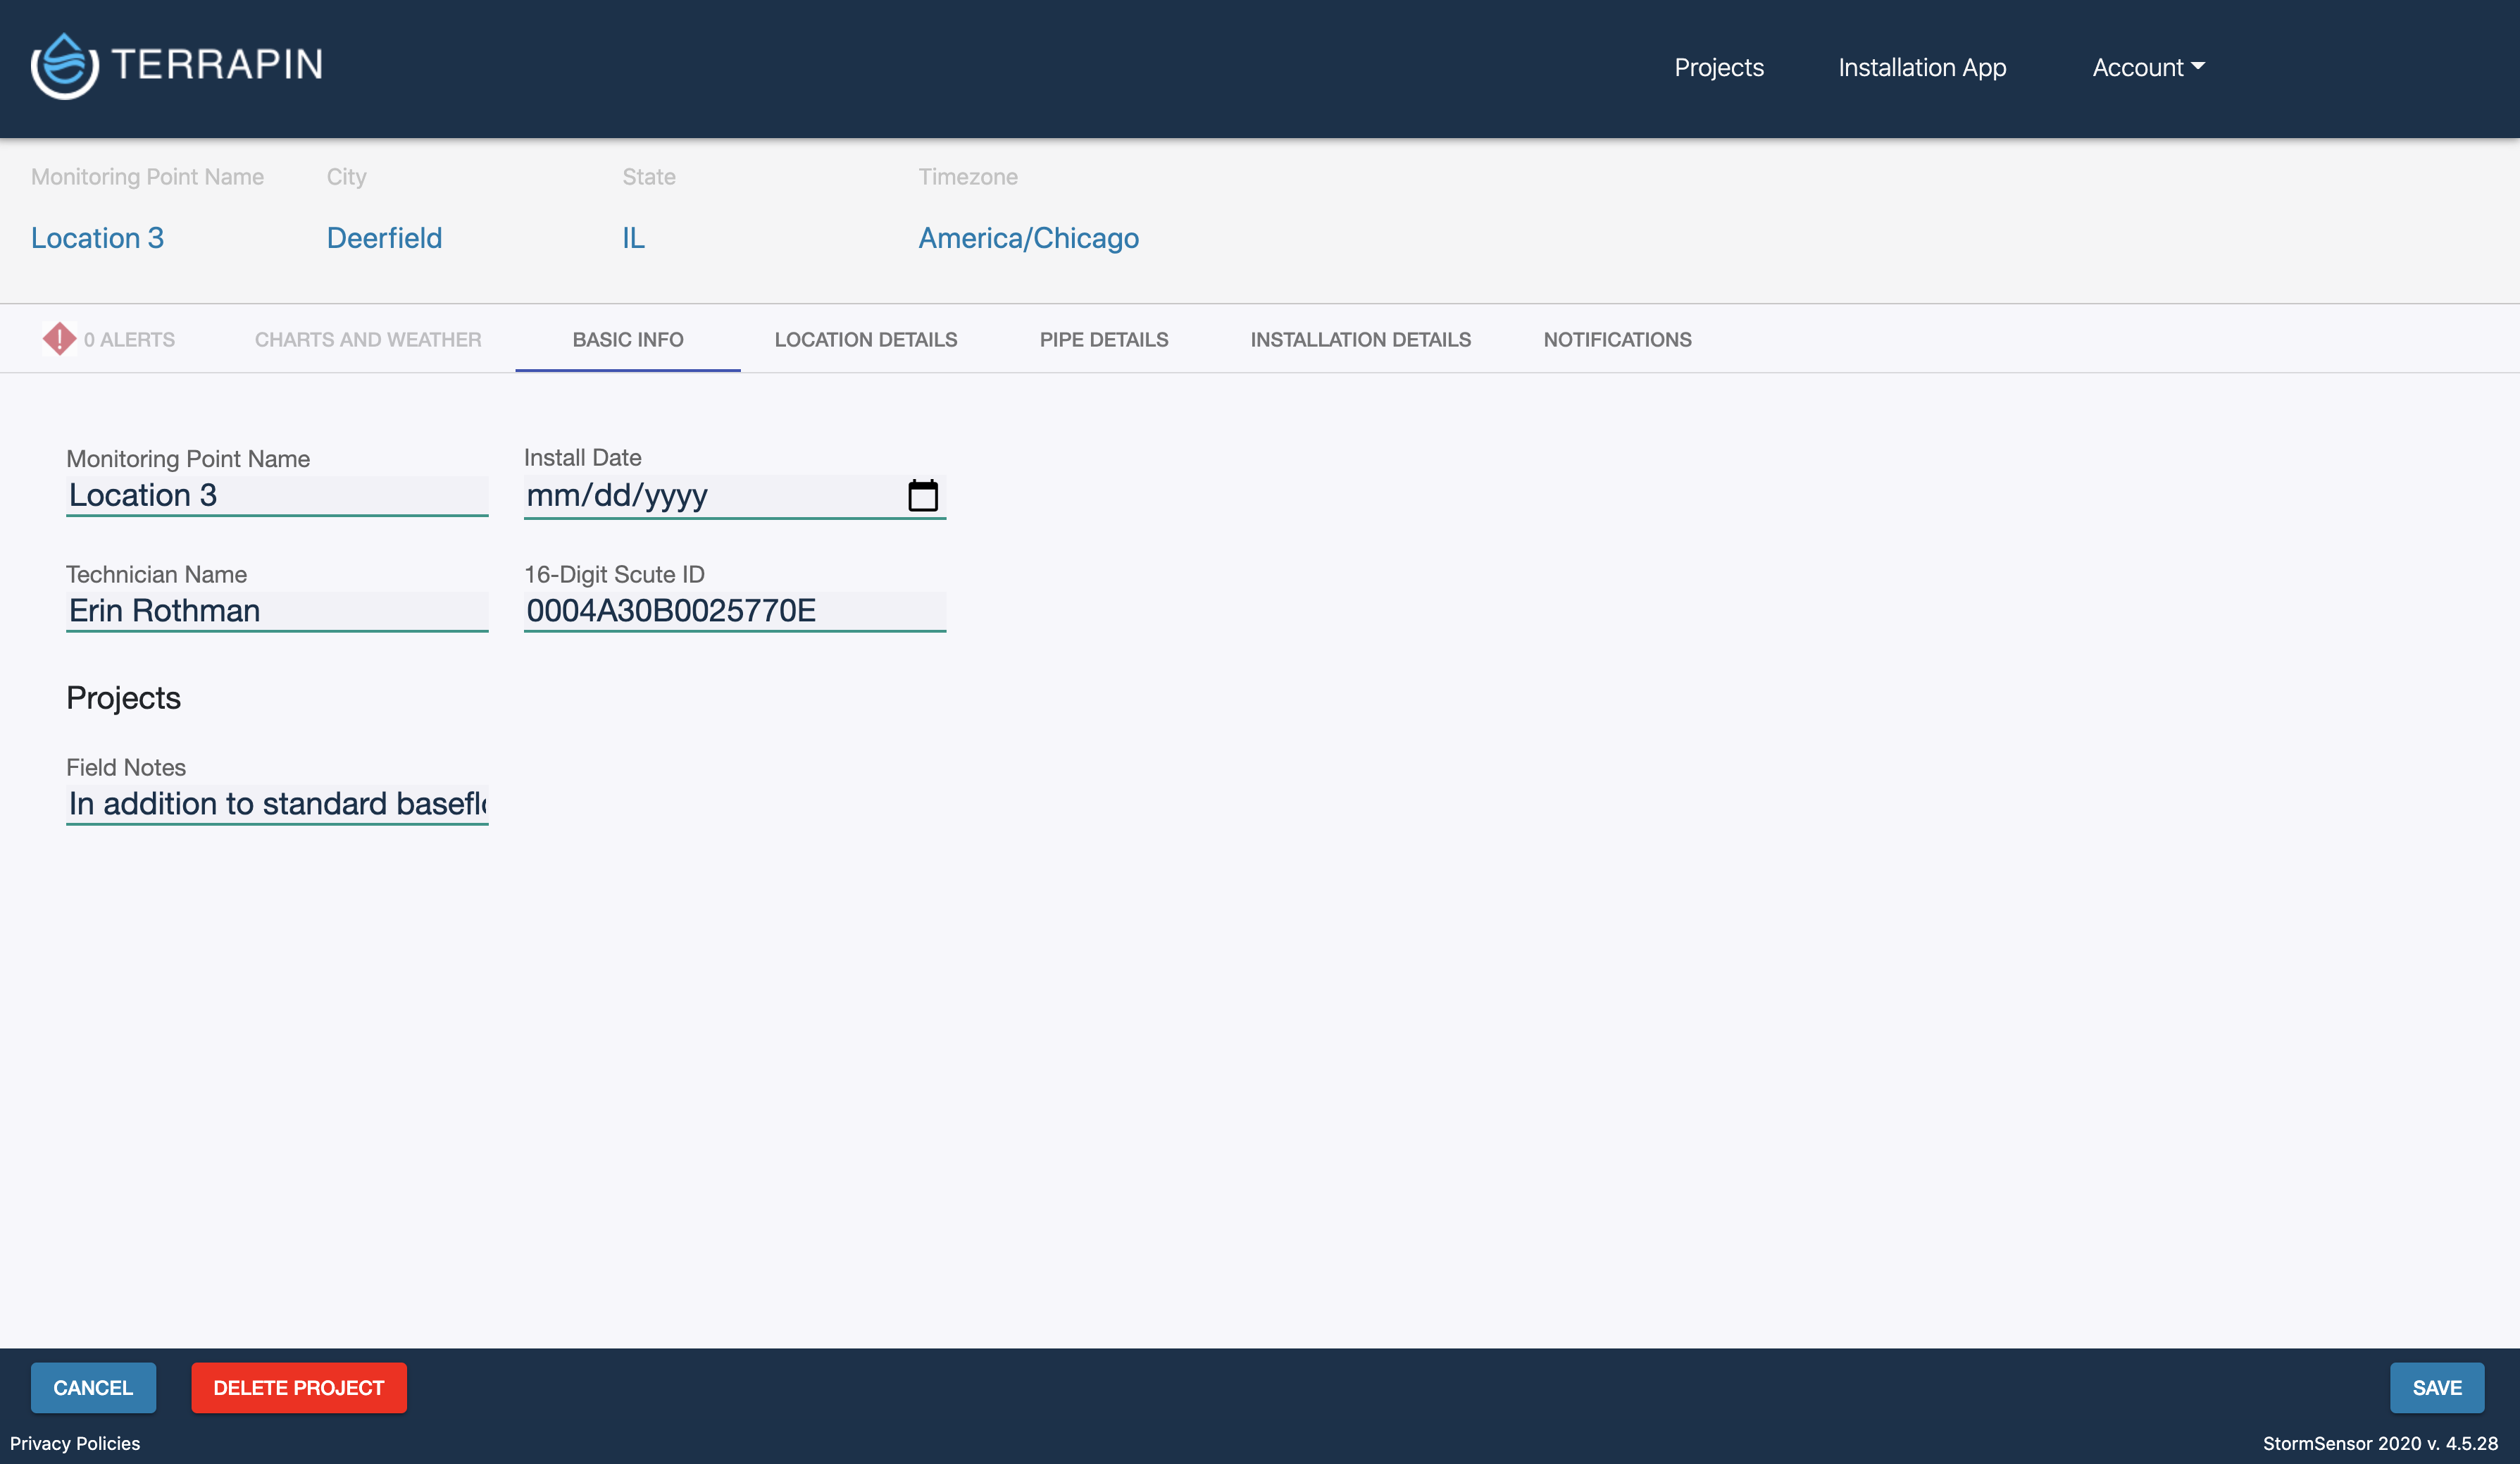 TERRAPIN
Projects
Installation App
Account
Monitoring Point Name
City
State
Timezone
Location 3
Deerfield
IL
America/Chicago
0 ALERTS
CHARTS AND WEATHER
BASIC INFO
LOCATION DETAILS
PIPE DETAILS
INSTALLATION DETAILS
NOTIFICATIONS
Monitoring Point Name
Install Date
Location 3
mm/dd/yyyy
Technician Name
16-Digit Scute ID
Erin Rothman
0004A30B0025770E
Projects
Field Notes
In addition to standard baseflo
CANCEL
DELETE PROJECT
SAVE
Privacy Policies
StormSensor 2020 v. 4.5.28